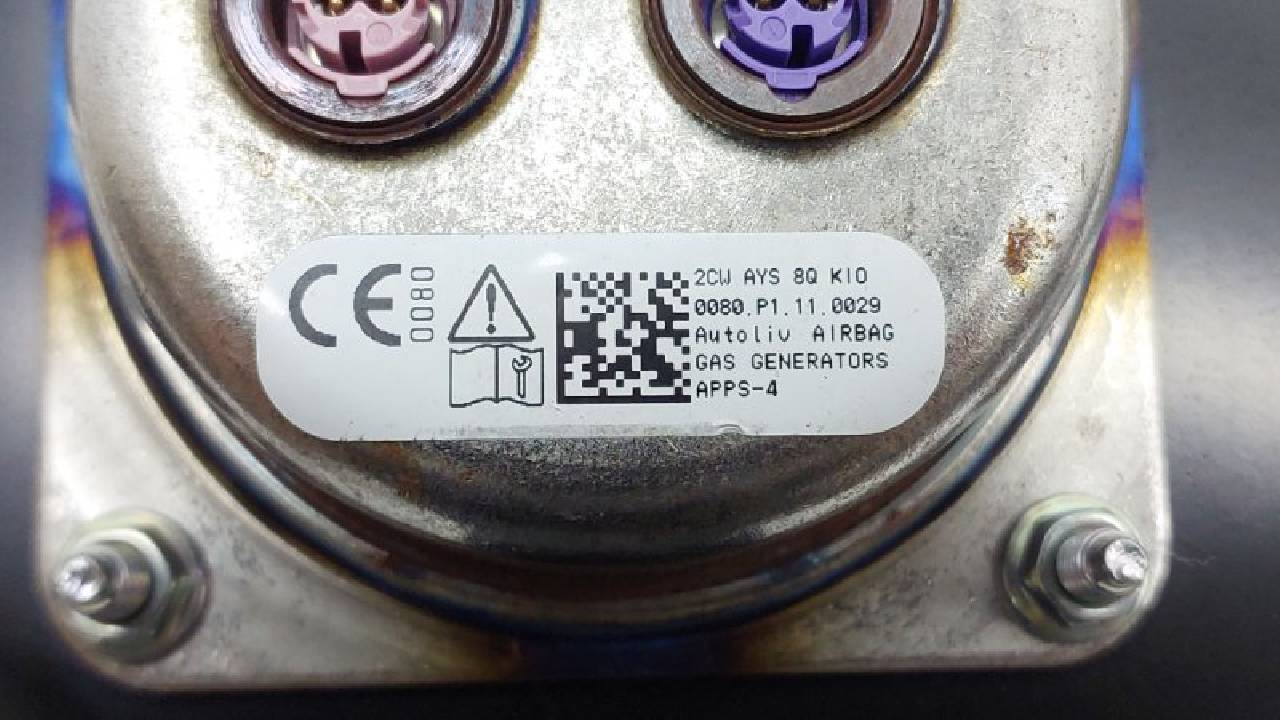 CE 0080
2CW AYS 8Q KIO
0080.P1.11.0029
Autoliv AIRBAG
GAS GENERATORS
APPS-4